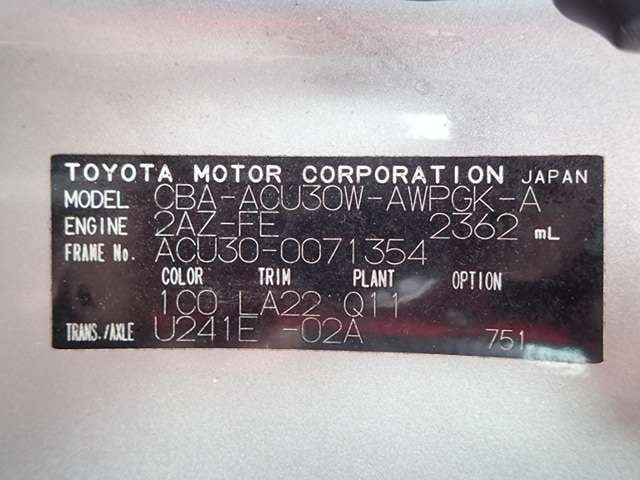 TOYOTA MOTOR CORPORATION JAPAN
MODEL CBA-ACU30W-AWPGK-A
ENGINE 2AZ-FE 2362 mL
FRAME No. ACU30-0071354
COLOR TRIM PLANT OPTION
1C0 LA22 Q11
TRANS./AXLE U241E -02A 751